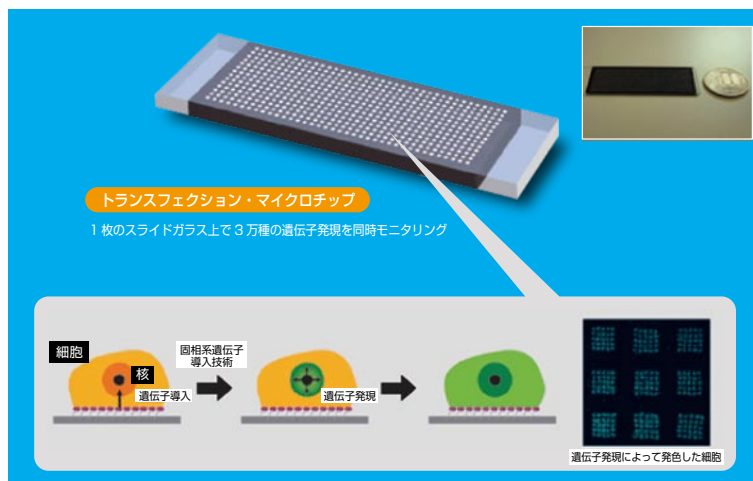 トランスフェクション・マイクロチップ
1枚のスライドガラス上で3万種の遺伝子発現を同時モニタリング
細胞
核
遺伝子導入
固相系遺伝子
導入技術
遺伝子発現
遺伝子発現によって発色した細胞